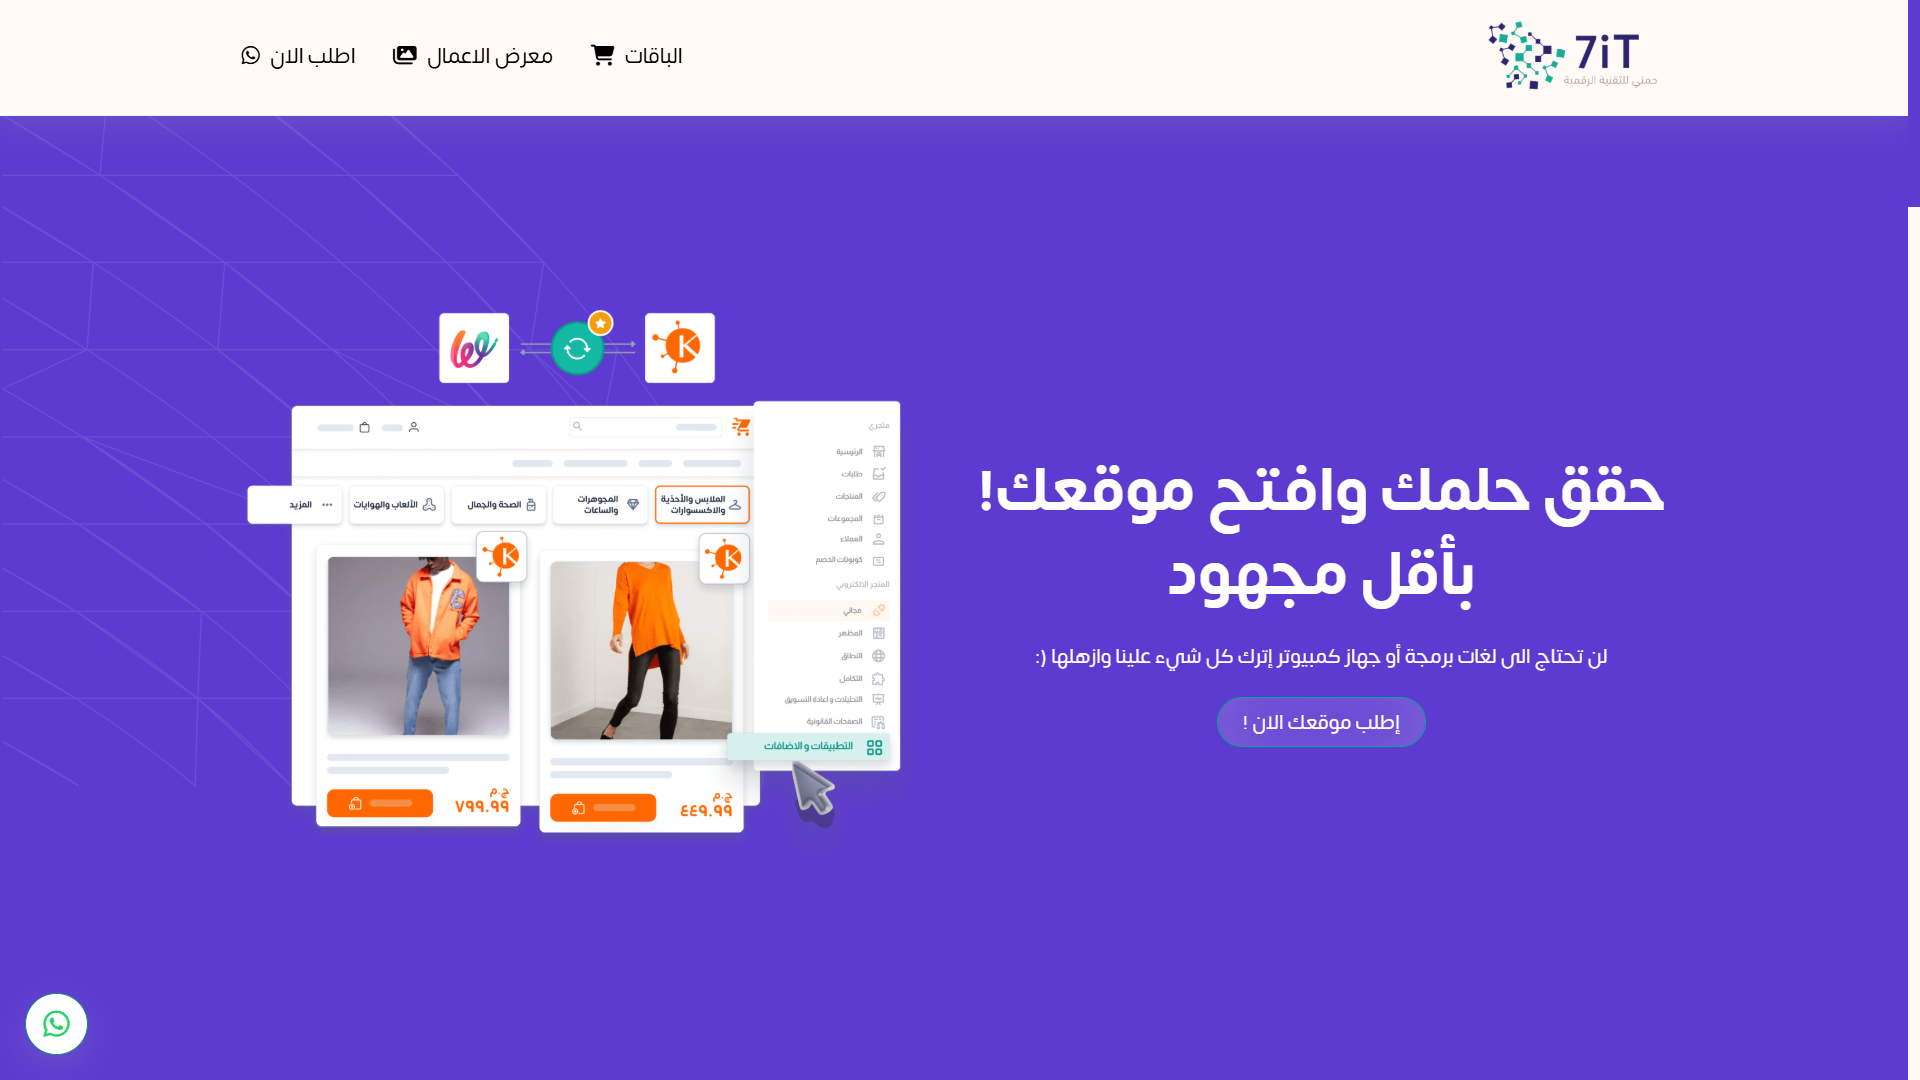 7iT
حمني للتقنية الرقمية
الباقات
معرض الاعمال
اطلب الان
حقق حلمك وافتح موقعك!
بأقل مجهود
لن تحتاج الى لغات برمجة أو جهاز كمبيوتر إترك كل شيء علينا وازهلها (:
إطلب موقعك الان !
K
متجري
الرئيسية
طلبات
المنتجات
المجموعات
العملاء
كوبونات الخصم
المتجر الالكتروني
مجاني
المظهر
النطاق
التكامل
التحليلات و اعادة التسويق
الصفحات القانونية
التطبيقات و الاضافات
الملابس والأحذية والاكسسوارات
المجوهرات والساعات
الصحة والجمال
الألعاب والهوايات
المزيد
K
K
ج.م
٤٤٩.٩٩
ج.م
٧٩٩.٩٩